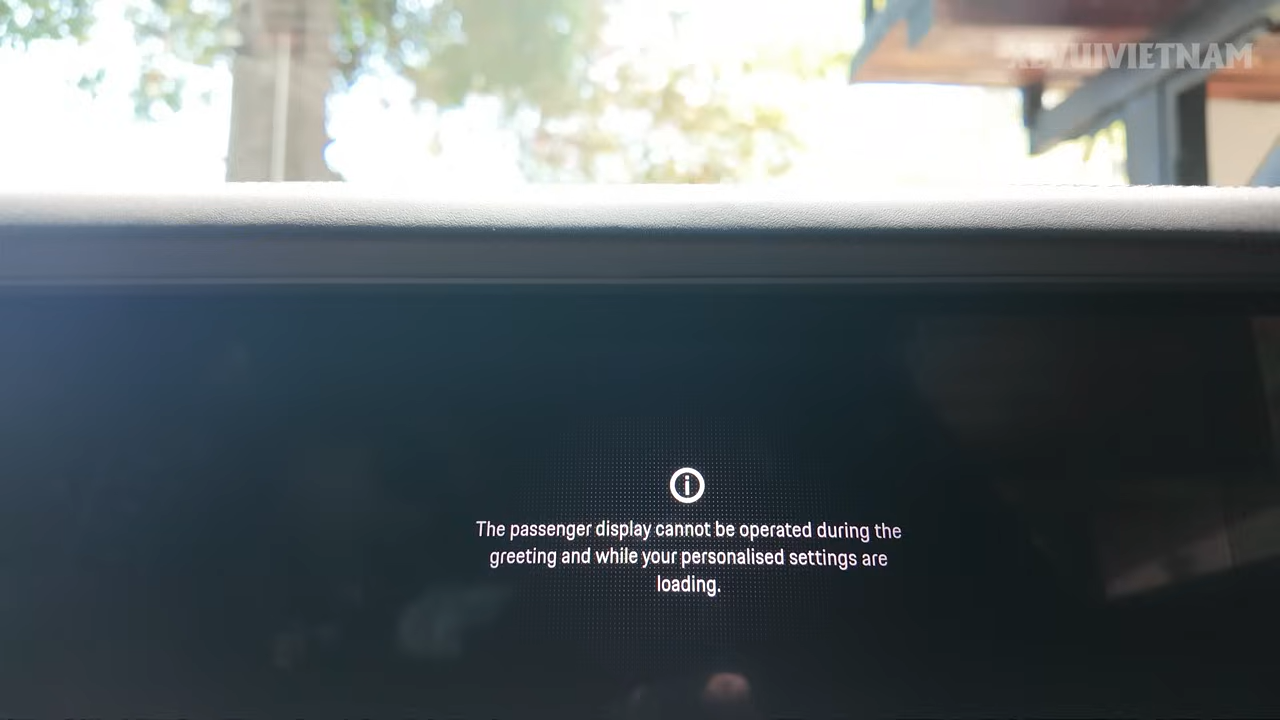 XEVUIVIETNAM
The passenger display cannot be operated during the
greeting and while your personalised settings are
loading.